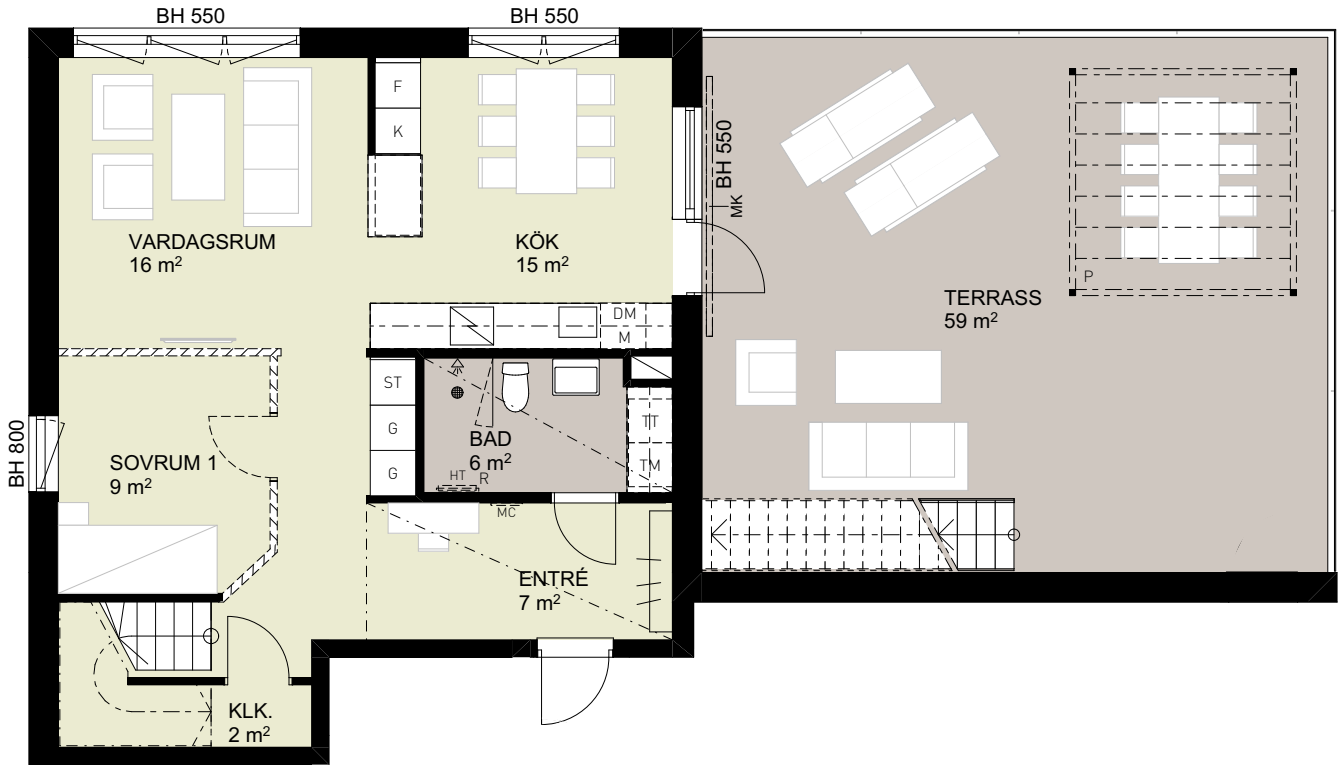 BH 550
BH 550
F
K
BH 550
MK
VARDAGSRUM
16 m²
KÖK
15 m²
P
TERRASS
59 m²
DM
M
ST
G
G
BH 800
SOVRUM 1
9 m²
BAD
6 m²
TT
TM
HT
R
MC
ENTRÉ
7 m²
KLK.
2 m²